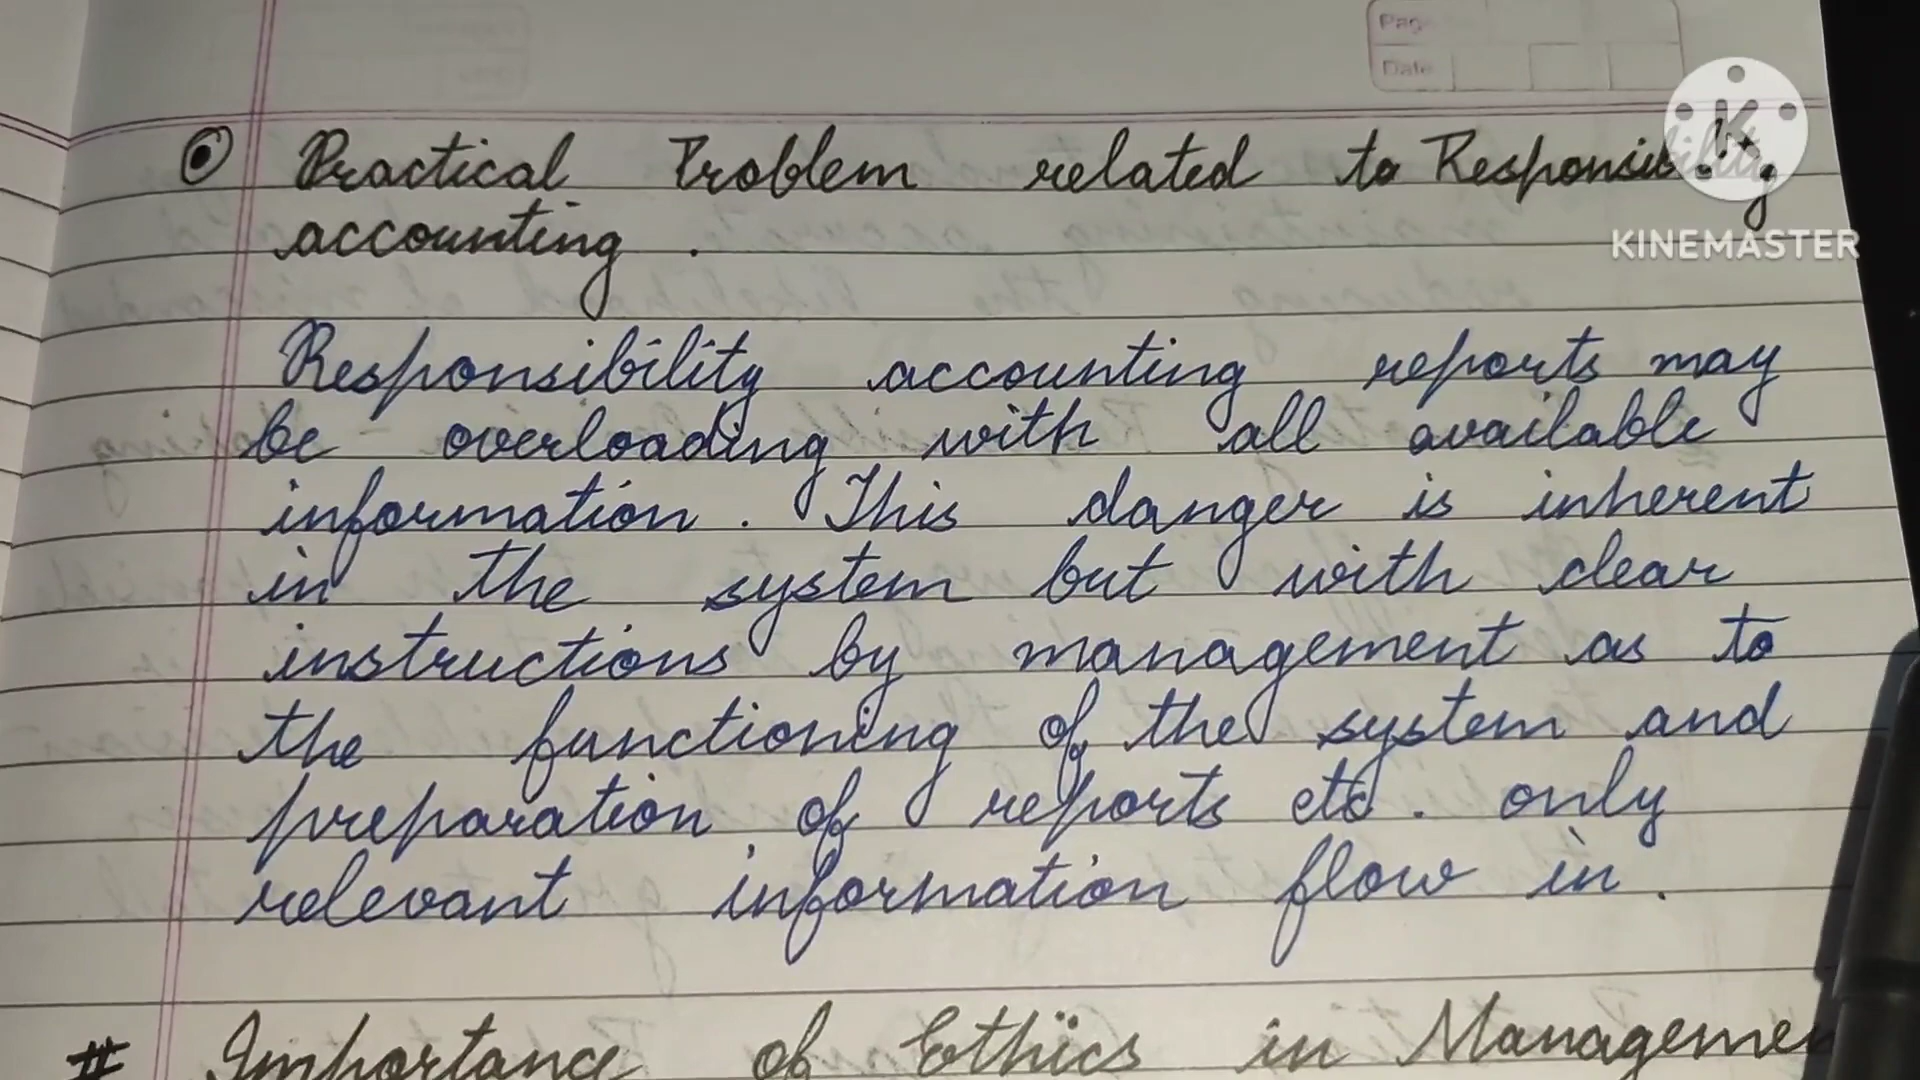 Page
Date
Practical Problem related to Responsibility
accounting.
KINEMASTER
Responsibility accounting reports may
be overloading with all available
information. This danger is inherent
in the system but with clear
instructions by management as to
the functioning of the system and
preparation of reports etc. only
relevant information flow in.
# Importance of Ethics in Managemen